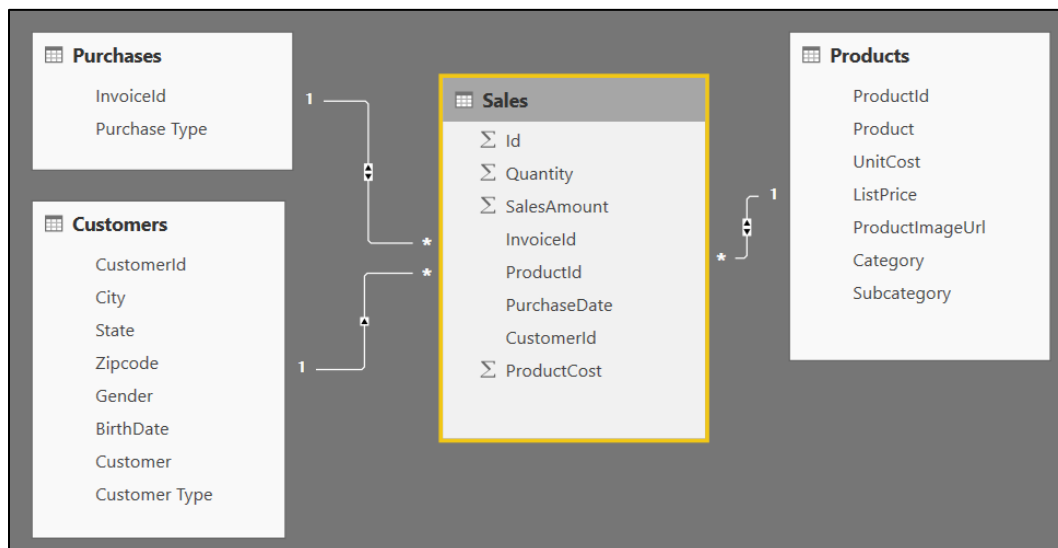 Purchases
InvoiceId
Purchase Type
1
Customers
CustomerId
City
State
Zipcode
Gender
BirthDate
Customer
Customer Type
1
Sales
Σ Id
Σ Quantity
Σ SalesAmount
InvoiceId
ProductId
PurchaseDate
CustomerId
Σ ProductCost
*
*
*
1
Products
ProductId
Product
UnitCost
ListPrice
ProductImageUrl
Category
Subcategory